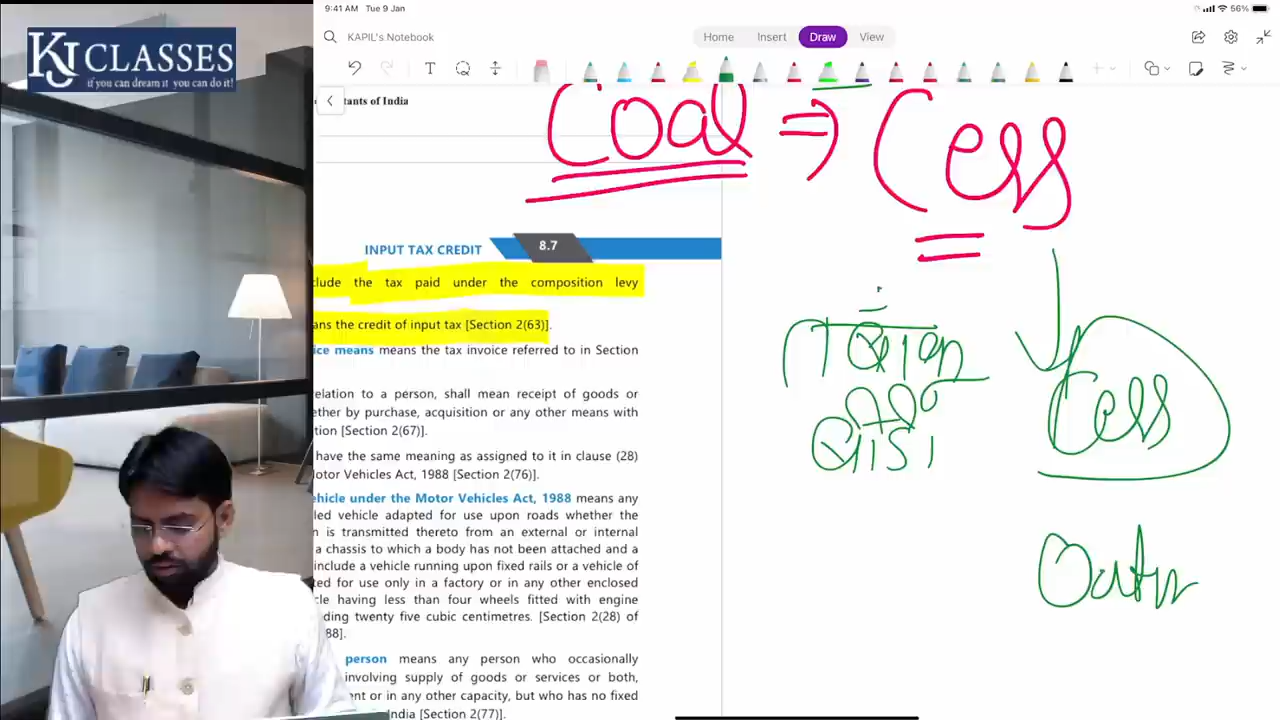 9:41 AM Tue 9 Jan
56%
KJ CLASSES
if you can dream it you can do it!
KAPIL's Notebook
Home Insert Draw View
T
tants of India
Coal ⇒ Cess
INPUT TAX CREDIT 8.7
clude the tax paid under the composition levy
ans the credit of input tax [Section 2(63)].
ice means means the tax invoice referred to in Section
elation to a person, shall mean receipt of goods or
ether by purchase, acquisition or any other means with
tion [Section 2(67)].
have the same meaning as assigned to it in clause (28)
Motor Vehicles Act, 1988 [Section 2(76)].
ehicle under the Motor Vehicles Act, 1988 means any
led vehicle adapted for use upon roads whether the
n is transmitted thereto from an external or internal
a chassis to which a body has not been attached and a
include a vehicle running upon fixed rails or a vehicle of
ted for use only in a factory or in any other enclosed
cle having less than four wheels fitted with engine
ding twenty five cubic centimetres. [Section 2(28) of
88].
person means any person who occasionally
involving supply of goods or services or both,
ent or in any other capacity, but who has no fixed
India [Section 2(77)].
Cess